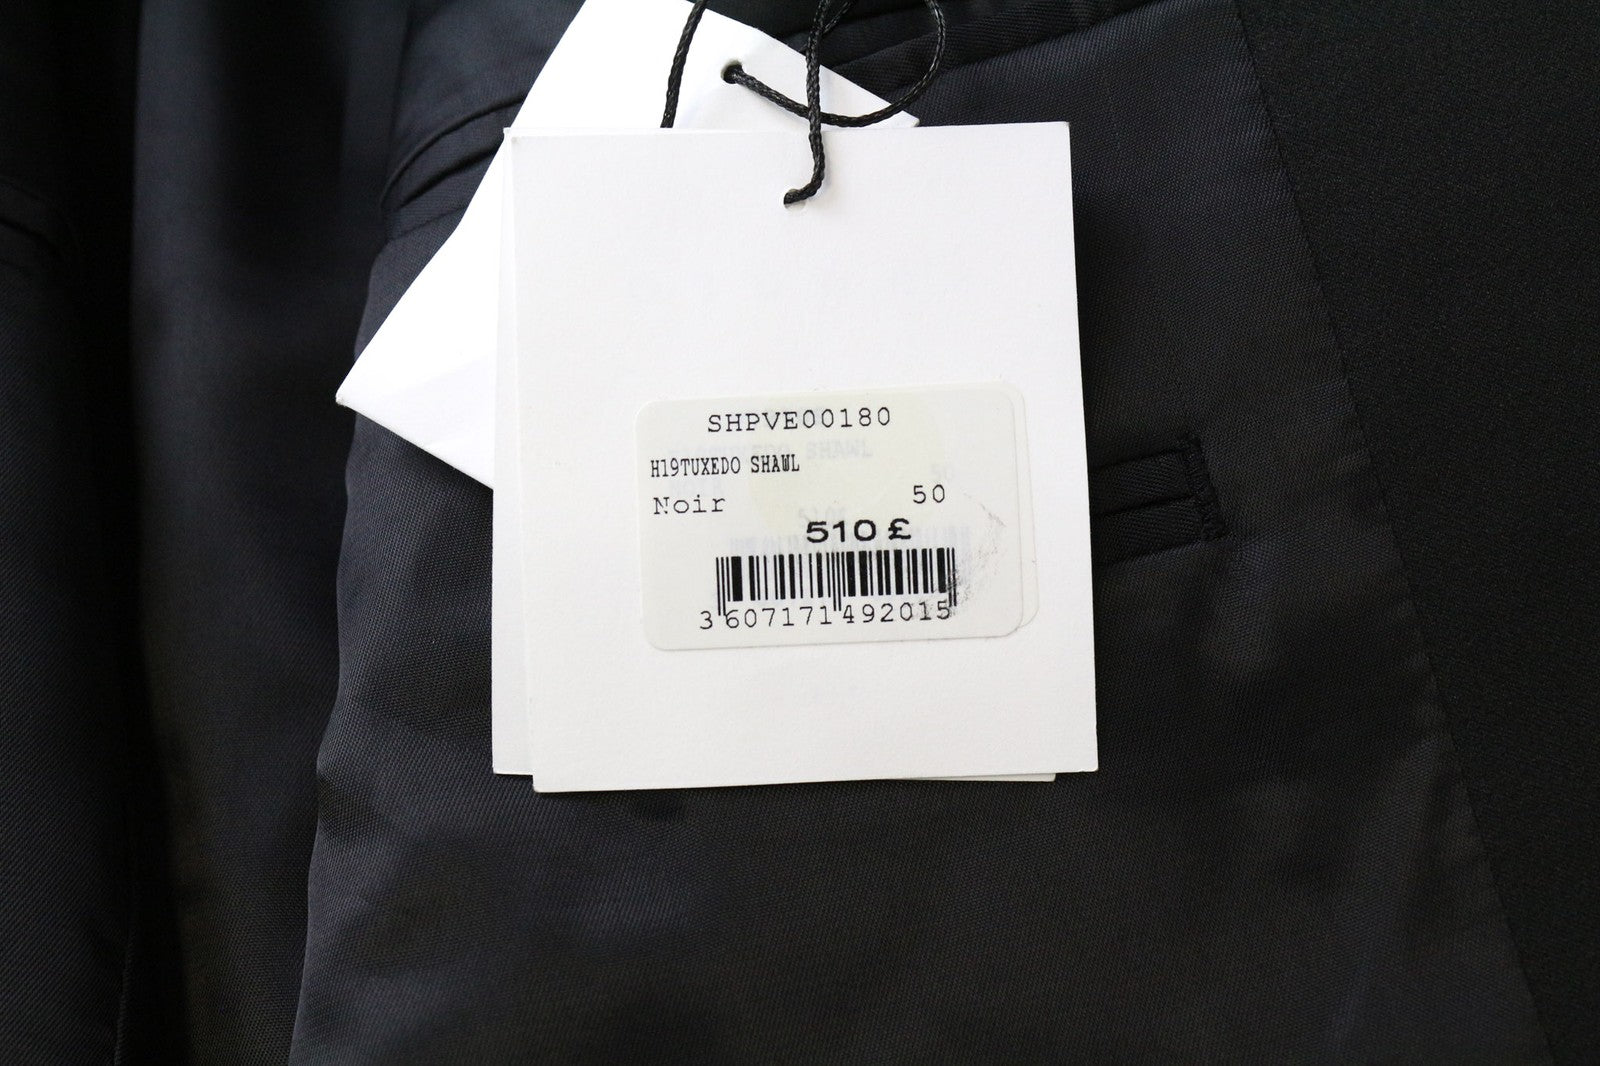 SHPVE00180
H19TUXEDO SHAWL
Noir 50
510 £
3 607171 492015